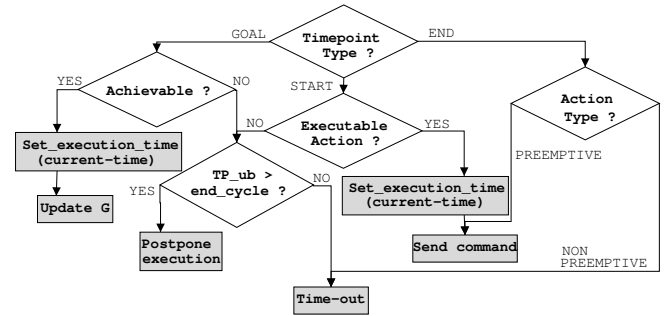 GOAL
Timepoint
Type ?
END
YES
Achievable ?
NO
START
Action
Type ?
NO
Executable
Action ?
YES
Set_execution_time
(current-time)
PREEMPTIVE
TP_ub >
end_cycle ?
YES
NO
Set_execution_time
(current-time)
Update G
Postpone
execution
Send command
NON
PREEMPTIVE
Time-out